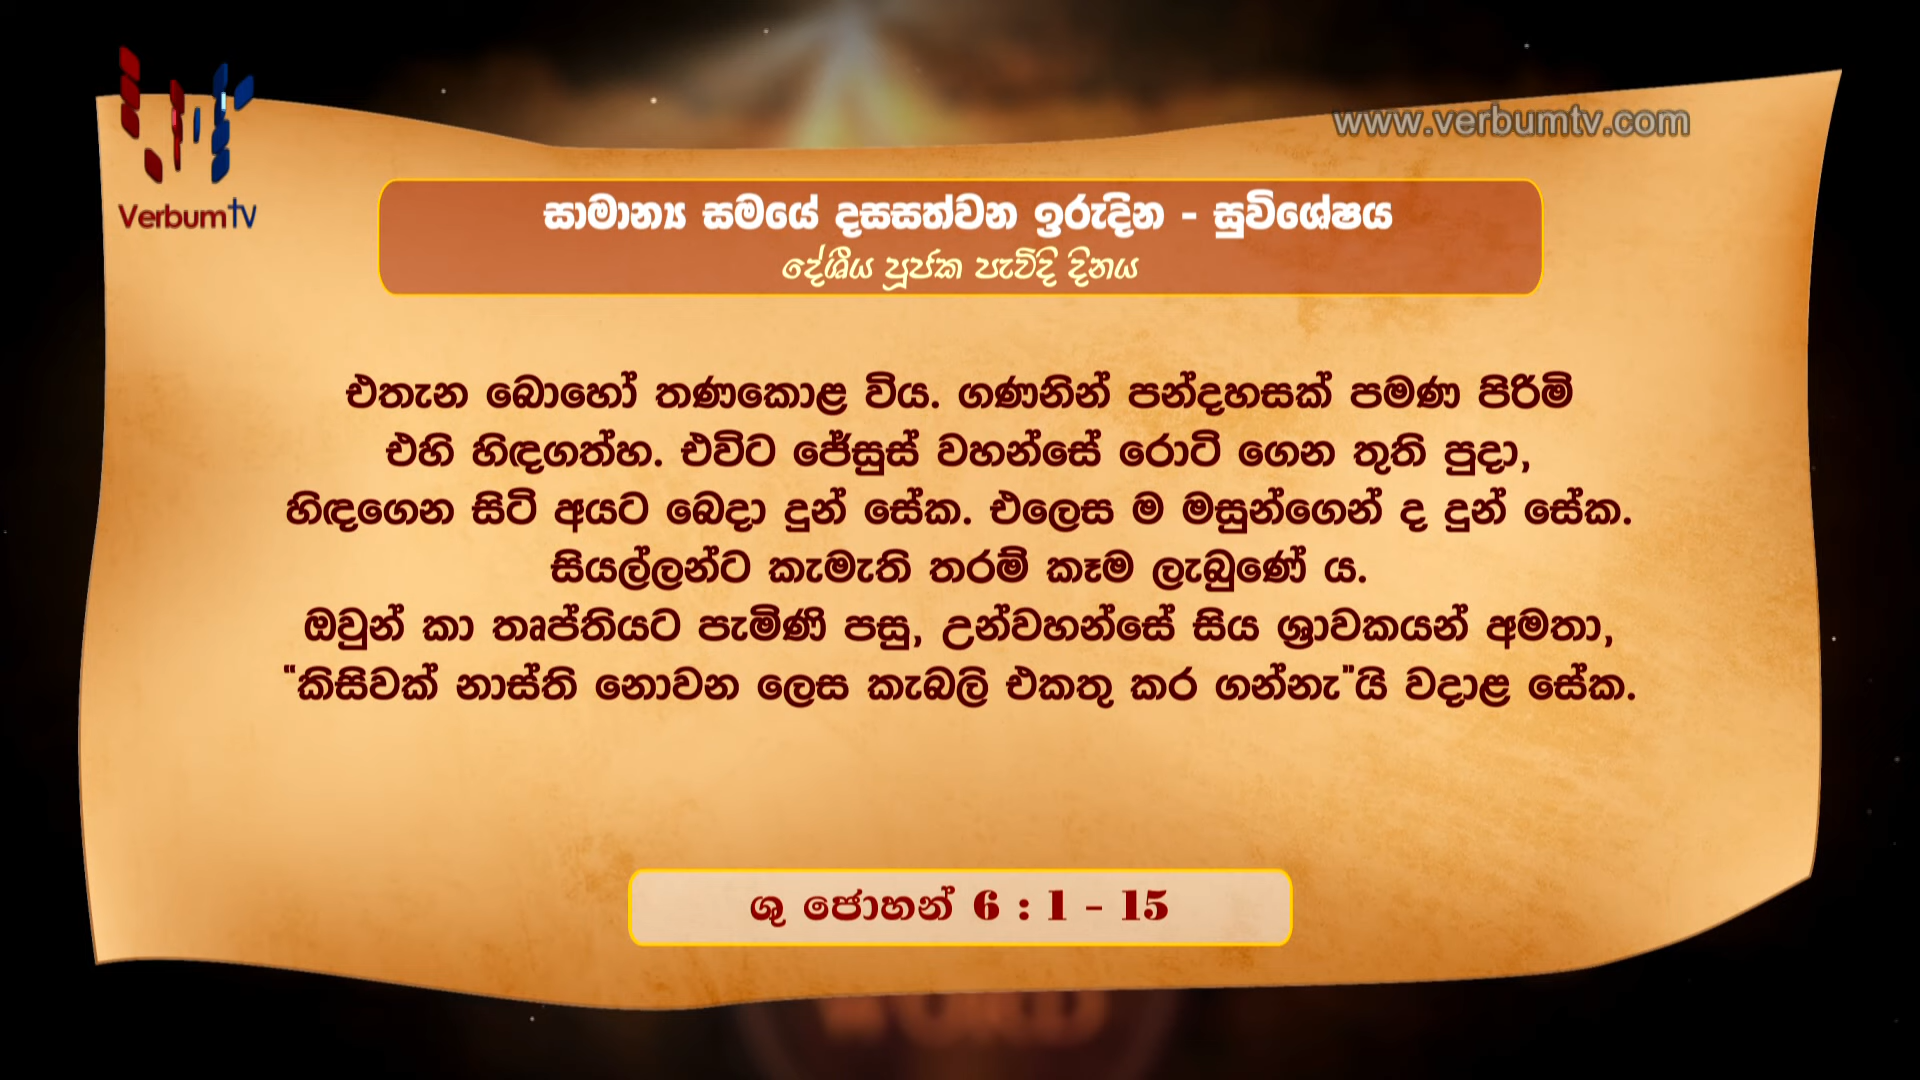 www.verbumtv.com
VerbumTV
සාමාන්‍ය සමයේ දසසත්වන ඉරුදින - සුවිශේෂය
දේශීය පූජක පැවිදි දිනය
එතැන බොහෝ තණකොළ විය. ගණනින් පන්දහසක් පමණ පිරිමි
එහි හිඳගත්හ. එවිට ජේසුස් වහන්සේ රොටි ගෙන තුති පුදා,
හිඳගෙන සිටි අයට බෙදා දුන් සේක. එලෙස ම මසුන්ගෙන් ද දුන් සේක.
සියල්ලන්ට කැමැති තරම් කෑම ලැබුණේ ය.
ඔවුන් කා තෘප්තියට පැමිණි පසු, උන්වහන්සේ සිය ශ්‍රාවකයන් අමතා,
“කිසිවක් නාස්ති නොවන ලෙස කැබලි එකතු කර ගන්නැ”යි වදාළ සේක.
ශු ජොහන් 6 : 1 - 15